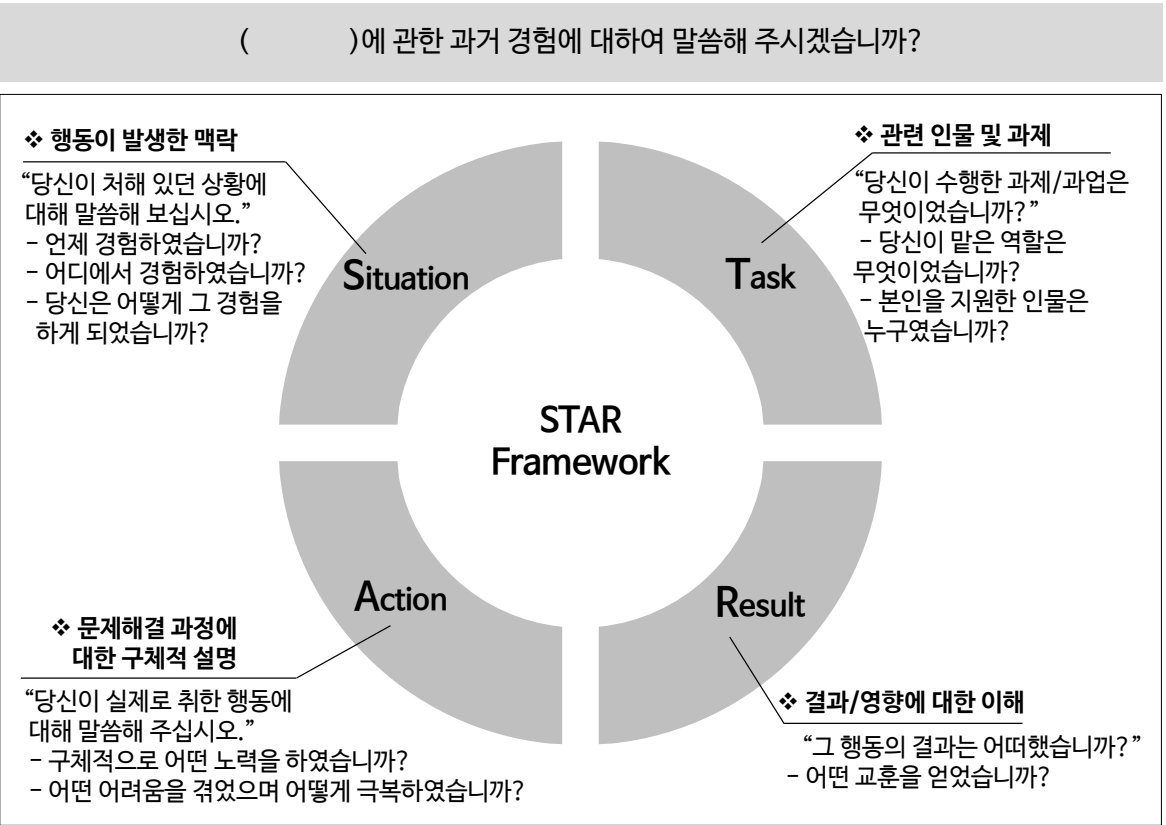 (            )에 관한 과거 경험에 대하여 말씀해 주시겠습니까?
❖ 행동이 발생한 맥락
“당신이 처해 있던 상황에
대해 말씀해 보십시오.”
- 언제 경험하였습니까?
- 어디에서 경험하였습니까?
- 당신은 어떻게 그 경험을
하게 되었습니까?
Situation
❖ 관련 인물 및 과제
“당신이 수행한 과제/과업은
무엇이었습니까?”
- 당신이 맡은 역할은
무엇이었습니까?
- 본인을 지원한 인물은
누구였습니까?
Task
STAR
Framework
Action
❖ 문제해결 과정에
대한 구체적 설명
“당신이 실제로 취한 행동에
대해 말씀해 주십시오.”
- 구체적으로 어떤 노력을 하였습니까?
- 어떤 어려움을 겪었으며 어떻게 극복하였습니까?
Result
❖ 결과/영향에 대한 이해
“그 행동의 결과는 어떠했습니까?”
- 어떤 교훈을 얻었습니까?